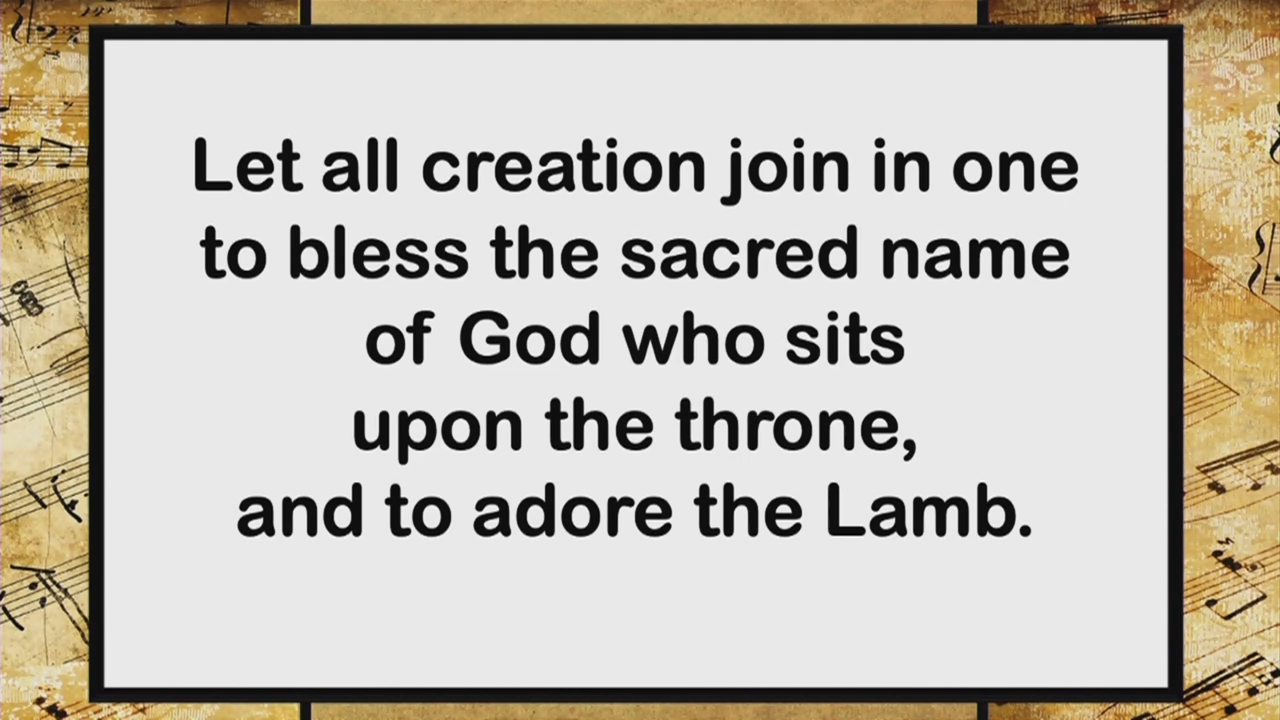 Let all creation join in one
to bless the sacred name
of God who sits
upon the throne,
and to adore the Lamb.